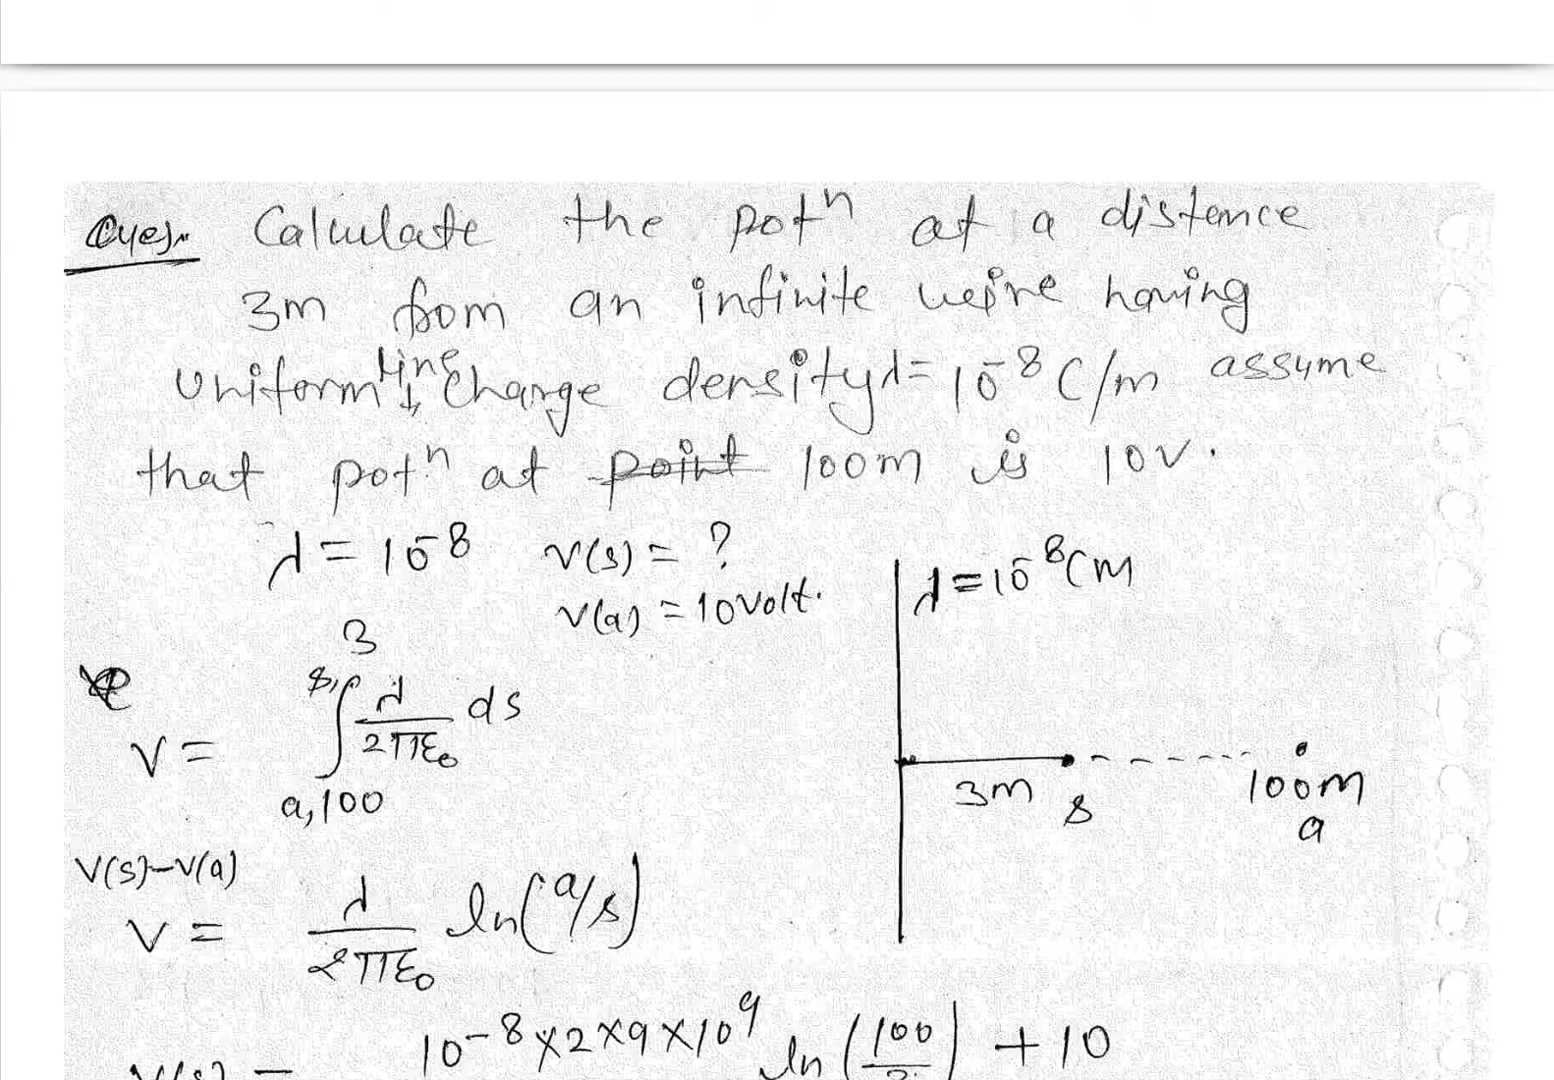 Ques. Calculate the potn at a distance
3m from an infinite wire having
uniform line charge density λ = 10-8 C/m assume
that potn at point 100m is 10V.
λ = 10-8 V(s) = ?
V(a) = 10 volt.
λ = 10-8 C m
3
s,
V = ∫ λ/2πε0 ds
a,100
3m s 100m a
V(s)-V(a)
V = λ/2πε0 ln(a/s)
10-8 × 2 × 9 × 109 ln(100/3) + 10
V(s) =